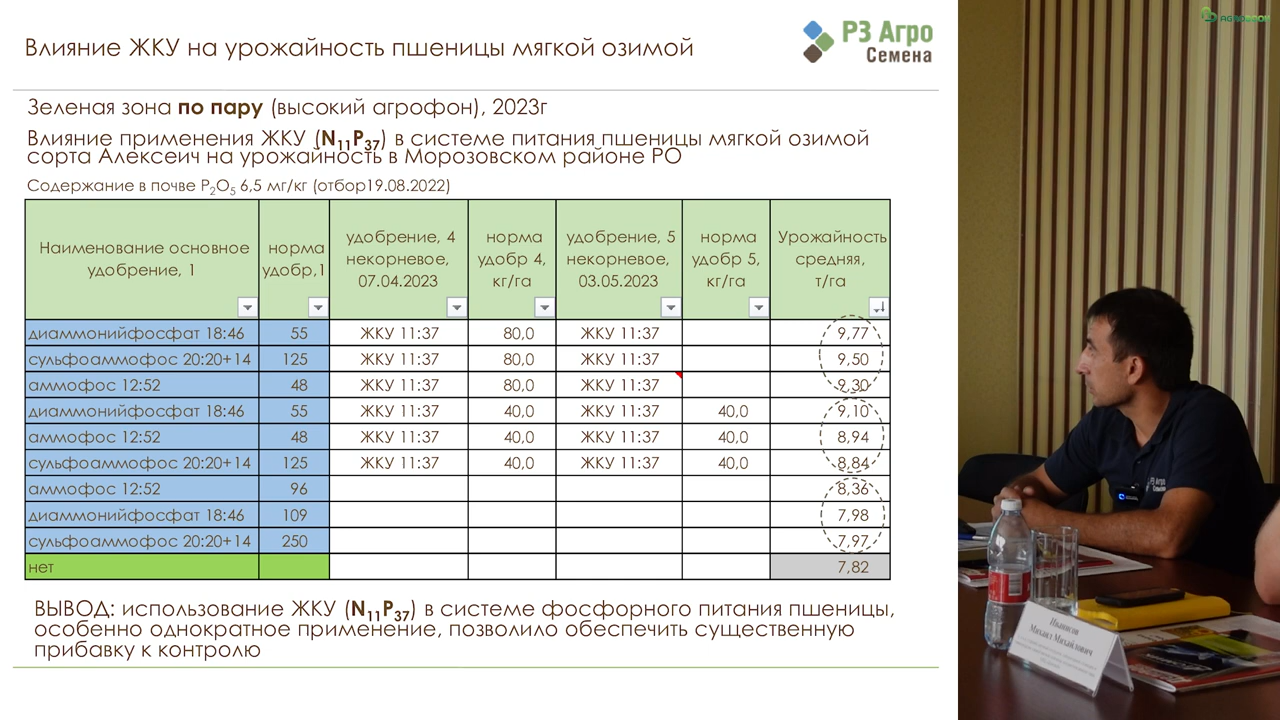 Влияние ЖКУ на урожайность пшеницы мягкой озимой
РЗ Агро
Семена
Зеленая зона по пару (высокий агрофон), 2023г
Влияние применения ЖКУ (N11P37) в системе питания пшеницы мягкой озимой
сорта Алексеич на урожайность в Морозовском районе РО
Содержание в почве P2O5 6,5 мг/кг (отбор19.08.2022)
Наименование основное удобрение, 1 норма удобр,1 удобрение, 4 некорневое, 07.04.2023 норма удобр 4, кг/га удобрение, 5 некорневое, 03.05.2023 норма удобр 5, кг/га Урожайность средняя, т/га
диаммонийфосфат 18:46 55 ЖКУ 11:37 80,0 ЖКУ 11:37 9,77
сульфоаммофос 20:20+14 125 ЖКУ 11:37 80,0 ЖКУ 11:37 9,50
аммофос 12:52 48 ЖКУ 11:37 80,0 ЖКУ 11:37 9,30
диаммонийфосфат 18:46 55 ЖКУ 11:37 40,0 ЖКУ 11:37 40,0 9,10
аммофос 12:52 48 ЖКУ 11:37 40,0 ЖКУ 11:37 40,0 8,94
сульфоаммофос 20:20+14 125 ЖКУ 11:37 40,0 ЖКУ 11:37 40,0 8,84
аммофос 12:52 96 8,36
диаммонийфосфат 18:46 109 7,98
сульфоаммофос 20:20+14 250 7,97
нет 7,82
ВЫВОД: использование ЖКУ (N11P37) в системе фосфорного питания пшеницы,
особенно однократное применение, позволило обеспечить существенную
прибавку к контролю
РЗ Агро
Семена
Михаил Михайлович